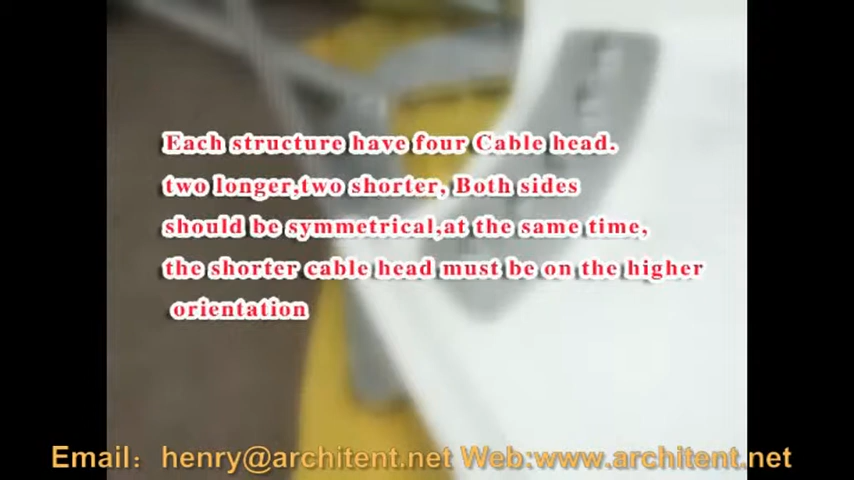 Each structure have four Cable head.
two longer,two shorter, Both sides
should be symmetrical,at the same time,
the shorter cable head must be on the higher
orientation
Email：henry@architent.net Web:www.architent.net